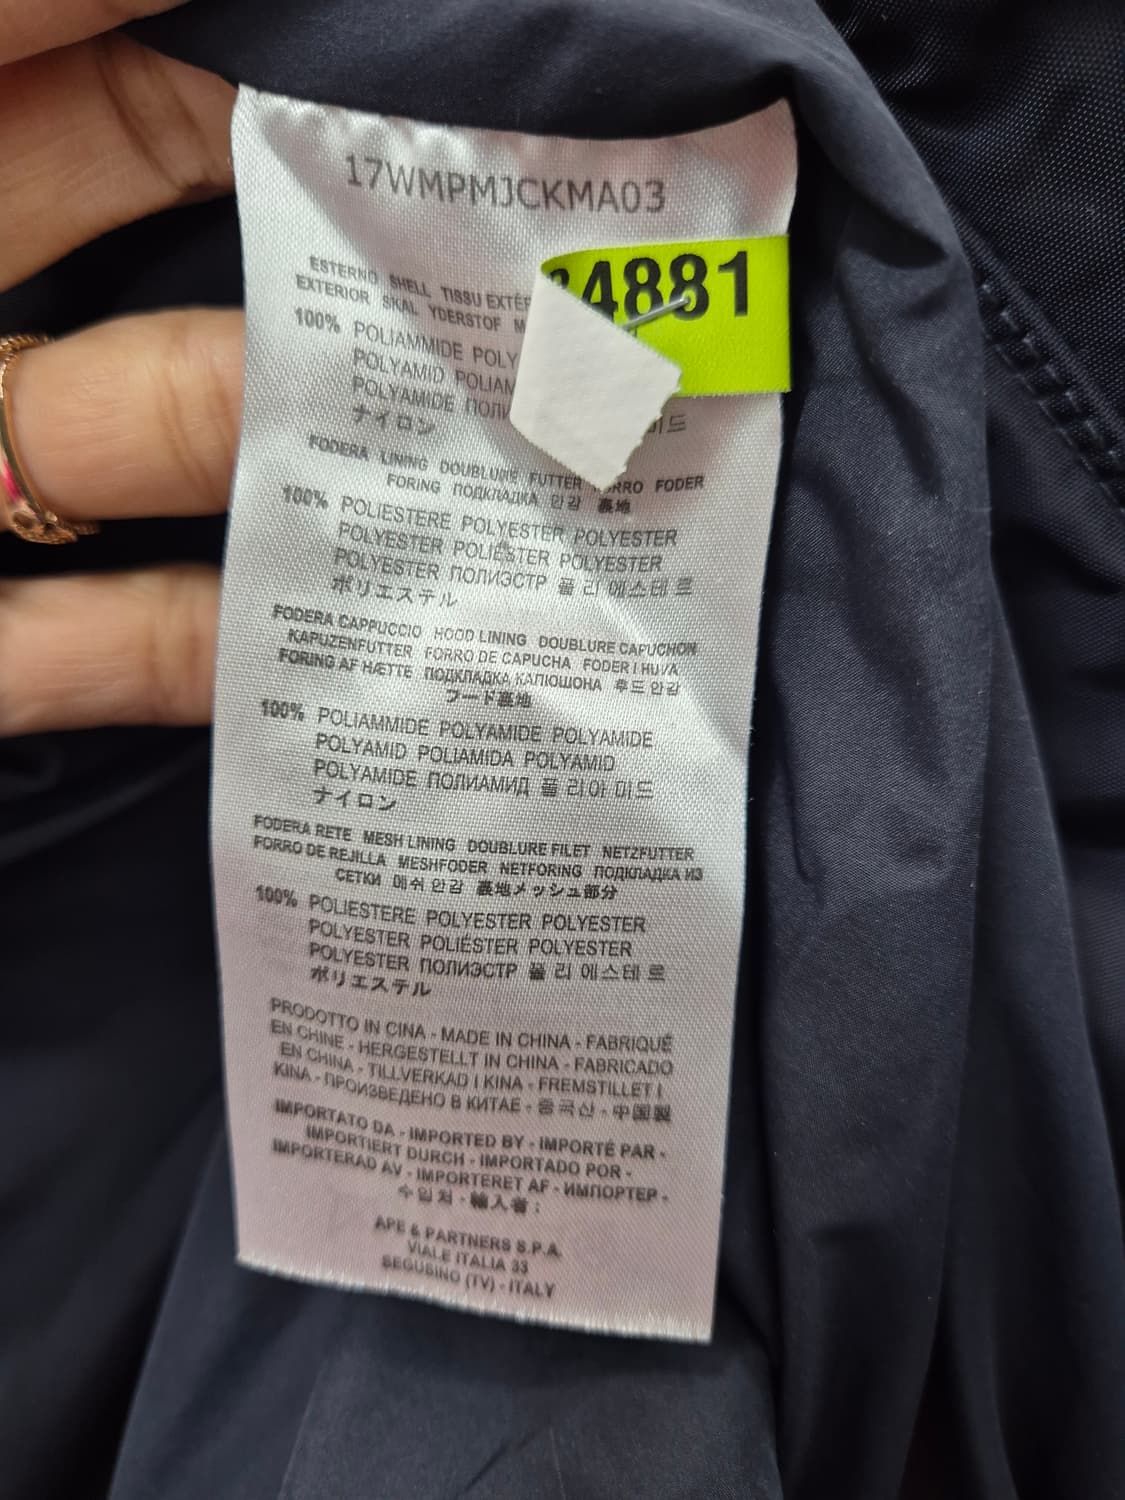 17WMPMJCKMA03
4881
ESTERNO SHELL TISSU
EXTERIOR SKAL YDERSTOF
100% POLIAMMIDE
POLYAMID
POLYAMIDE
ナイロン
FODERA LINING DOUBLURE FUTTER FODER
FORING ПОДКЛАДКА 안감 裏地
100% POLIESTERE POLYESTER POLYESTER
POLYESTER POLIÉSTER POLYESTER
POLYESTER ПОЛИЭСТР 폴리에스테르
ポリエステル
FODERA CAPPUCCIO HOOD LINING DOUBLURE CAPUCHON
KAPUZENFUTTER FORRO DE CAPUCHA FODER I HUVA
FORING AF HÆTTE ПОДКЛАДКА КАПЮШОНА 후드안감
フード裏地
100% POLIAMMIDE POLYAMIDE POLYAMIDE
POLYAMID POLIAMIDA POLYAMID
POLYAMIDE ПОЛИАМИД 폴리아미드
ナイロン
FODERA RETE MESH LINING DOUBLURE FILET NETZFUTTER
FORRO DE REJILLA MESHFODER NETFORING ПОДКЛАДКА ИЗ
СЕТКИ 메쉬안감 裏地メッシュ部分
100% POLIESTERE POLYESTER POLYESTER
POLYESTER POLIÉSTER POLYESTER
POLYESTER ПОЛИЭСТР 폴리에스테르
ポリエステル
PRODOTTO IN CINA - MADE IN CHINA - FABRIQUÉ
EN CHINE - HERGESTELLT IN CHINA - FABRICADO
EN CHINA - TILLVERKAD I KINA - FREMSTILLET I
KINA - ПРОИЗВЕДЕНО В КИТАЕ - 중국산 - 中国製
IMPORTATO DA - IMPORTED BY - IMPORTÉ PAR -
IMPORTIERT DURCH - IMPORTADO POR -
IMPORTERAD AV - IMPORTERET AF - ИМПОРТЕР -
수입처 - 輸入者 :
APE & PARTNERS S.P.A.
VIALE ITALIA 33
SEGUSINO (TV) - ITALY